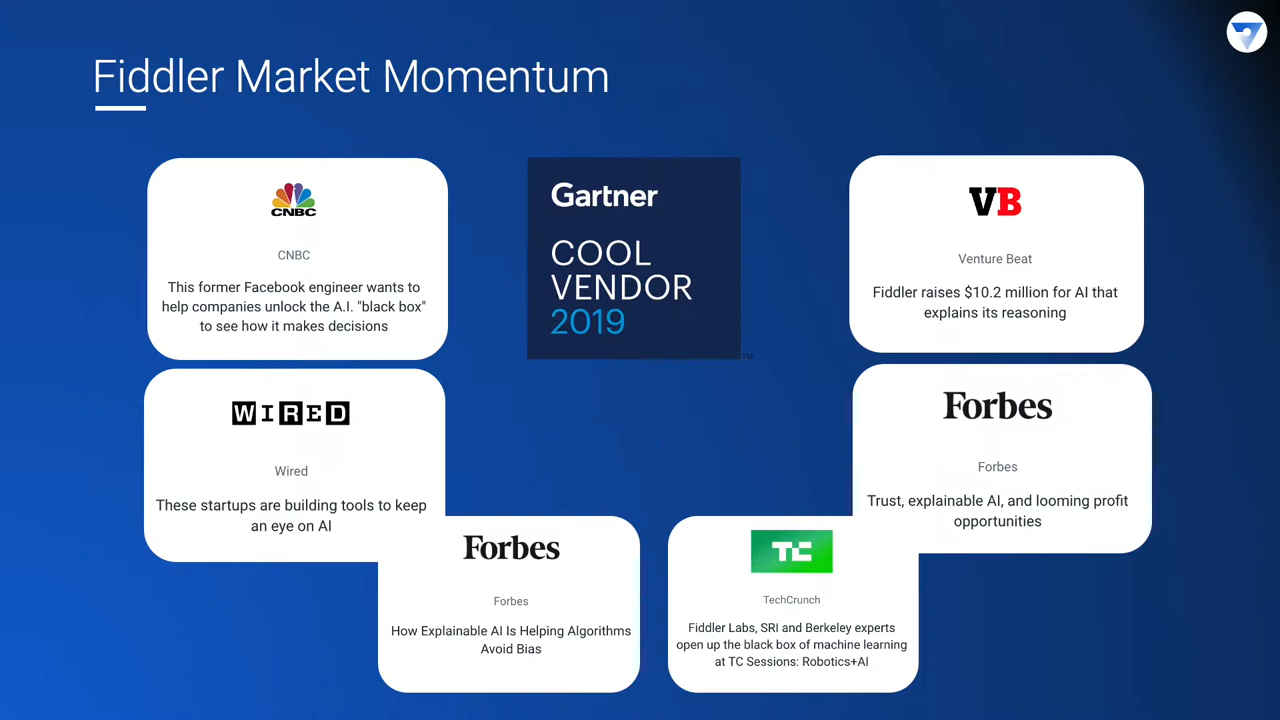 Fiddler Market Momentum
CNBC
CNBC
This former Facebook engineer wants to
help companies unlock the A.I. "black box"
to see how it makes decisions
Gartner
COOL
VENDOR
2019
TM
VB
Venture Beat
Fiddler raises $10.2 million for AI that
explains its reasoning
WIRED
Wired
These startups are building tools to keep
an eye on AI
Forbes
Forbes
Trust, explainable AI, and looming profit
opportunities
Forbes
Forbes
How Explainable AI Is Helping Algorithms
Avoid Bias
TC
TechCrunch
Fiddler Labs, SRI and Berkeley experts
open up the black box of machine learning
at TC Sessions: Robotics+AI